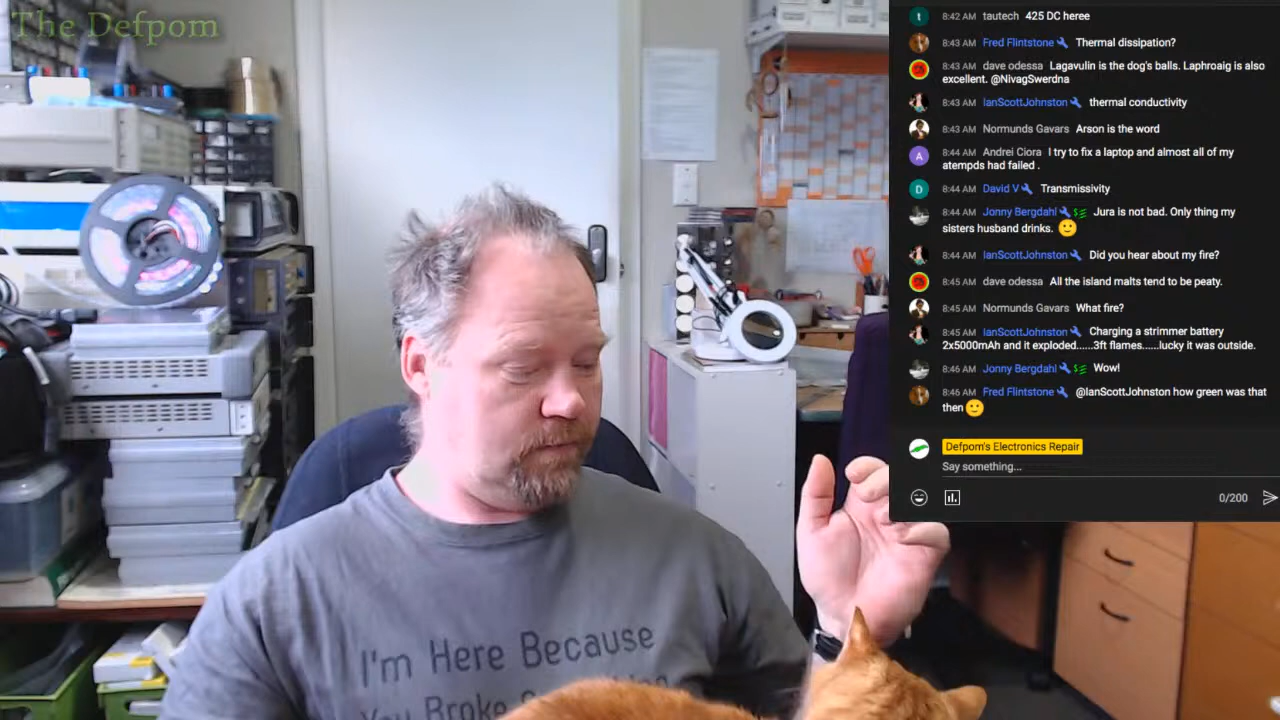 The Defpom
8:42 AM tautech 425 DC heree
8:43 AM Fred Flintstone Thermal dissipation?
8:43 AM dave odessa Lagavulin is the dog's balls. Laphroaig is also
excellent. @NivagSwerdna
8:43 AM IanScottJohnston thermal conductivity
8:43 AM Normunds Gavars Arson is the word
A
8:44 AM Andrei Ciora I try to fix a laptop and almost all of my
atempds had failed .
D
8:44 AM David V Transmissivity
8:44 AM Jonny Bergdahl Jura is not bad. Only thing my
sisters husband drinks.
8:44 AM IanScottJohnston Did you hear about my fire?
8:45 AM dave odessa All the island malts tend to be peaty.
8:45 AM Normunds Gavars What fire?
8:45 AM IanScottJohnston Charging a strimmer battery
2x5000mAh and it exploded......3ft flames......lucky it was outside.
8:46 AM Jonny Bergdahl Wow!
8:46 AM Fred Flintstone @IanScottJohnston how green was that
then
Defpom's Electronics Repair
Say something...
0/200
I'm Here Because
You Broke